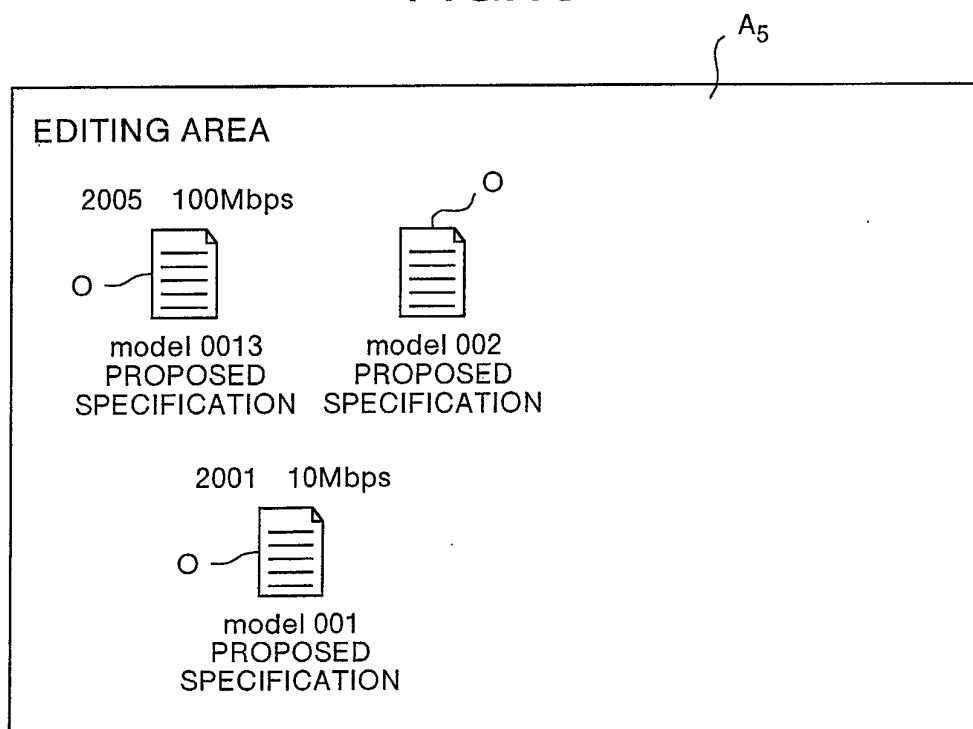 A5
EDITING AREA
2005 100Mbps
O
O
model 0013
PROPOSED
SPECIFICATION
model 002
PROPOSED
SPECIFICATION
2001 10Mbps
O
model 001
PROPOSED
SPECIFICATION